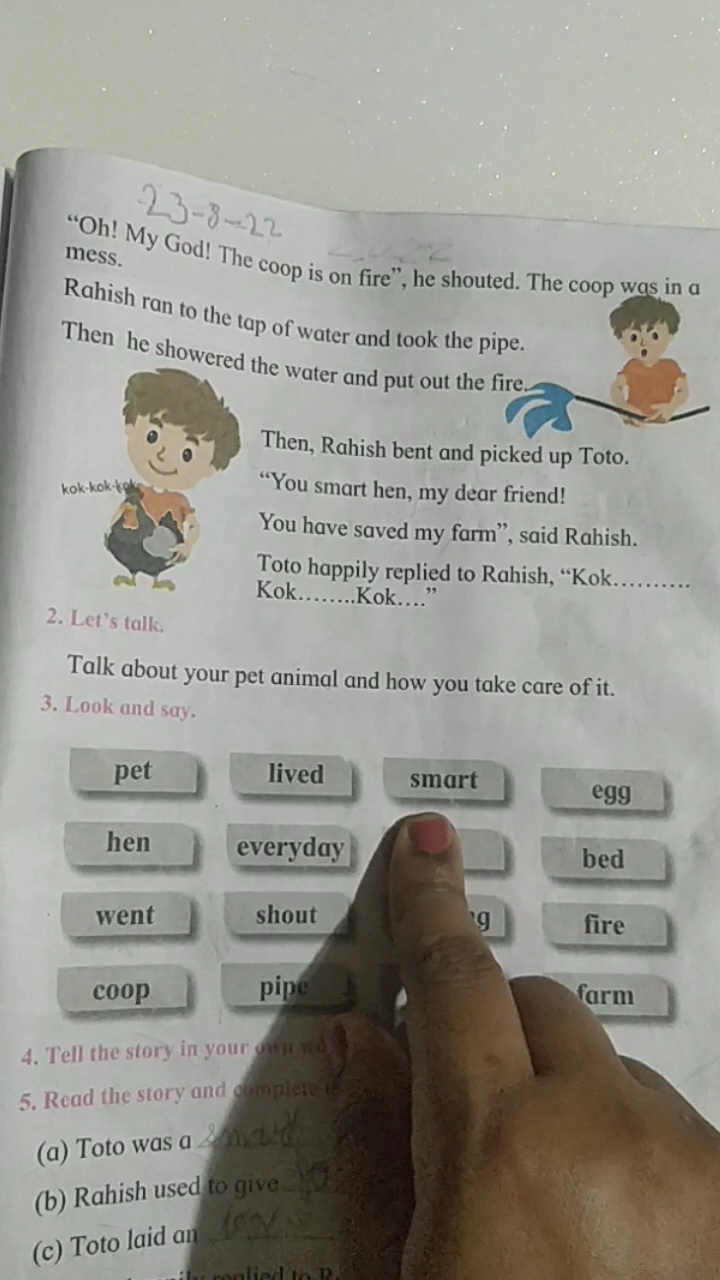 23-8-22
“Oh! My God! The coop is on fire”, he shouted. The coop was in a
mess.
Rahish ran to the tap of water and took the pipe.
Then he showered the water and put out the fire.
Then, Rahish bent and picked up Toto.
kok-kok-kok
“You smart hen, my dear friend!
You have saved my farm”, said Rahish.
Toto happily replied to Rahish, “Kok..........
Kok........Kok....”
2. Let’s talk.
Talk about your pet animal and how you take care of it.
3. Look and say.
pet lived smart egg
hen everyday bed
went shout fire
coop pipe farm
4. Tell the story in your own
5. Read the story and complete
(a) Toto was a
(b) Rahish used to give
(c) Toto laid an
replied to R